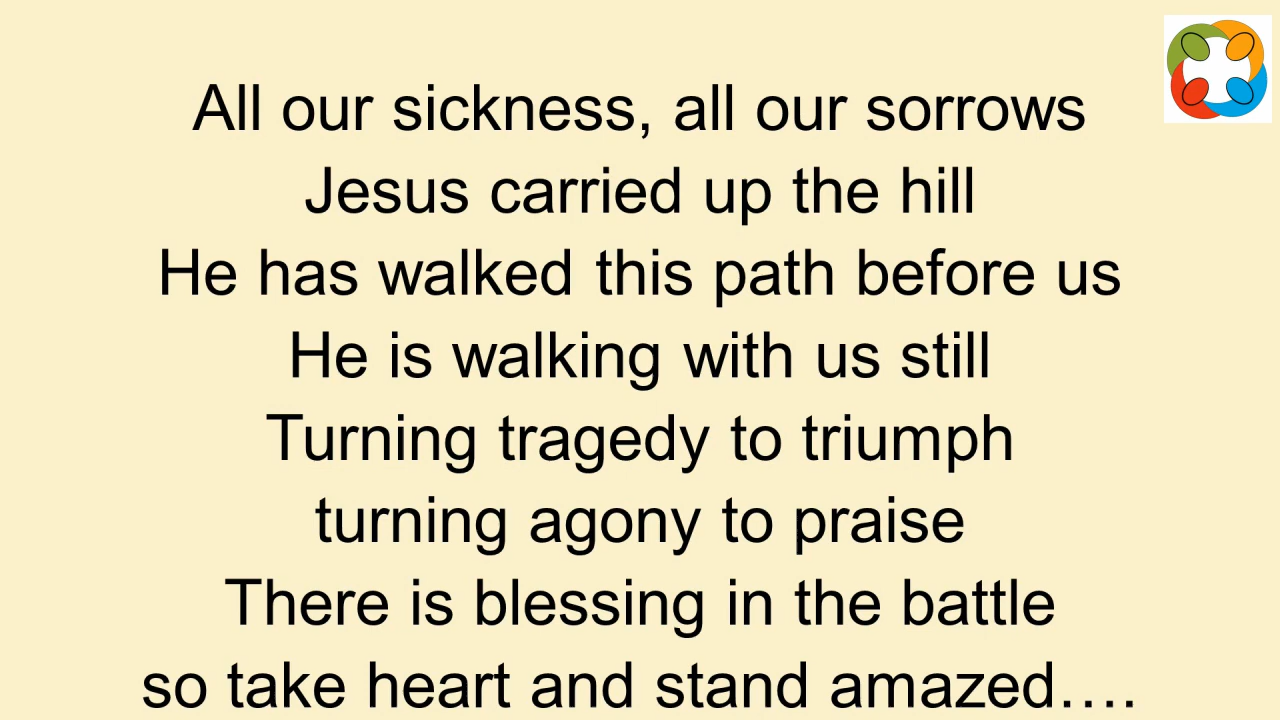 All our sickness, all our sorrows
Jesus carried up the hill
He has walked this path before us
He is walking with us still
Turning tragedy to triumph
turning agony to praise
There is blessing in the battle
so take heart and stand amazed….